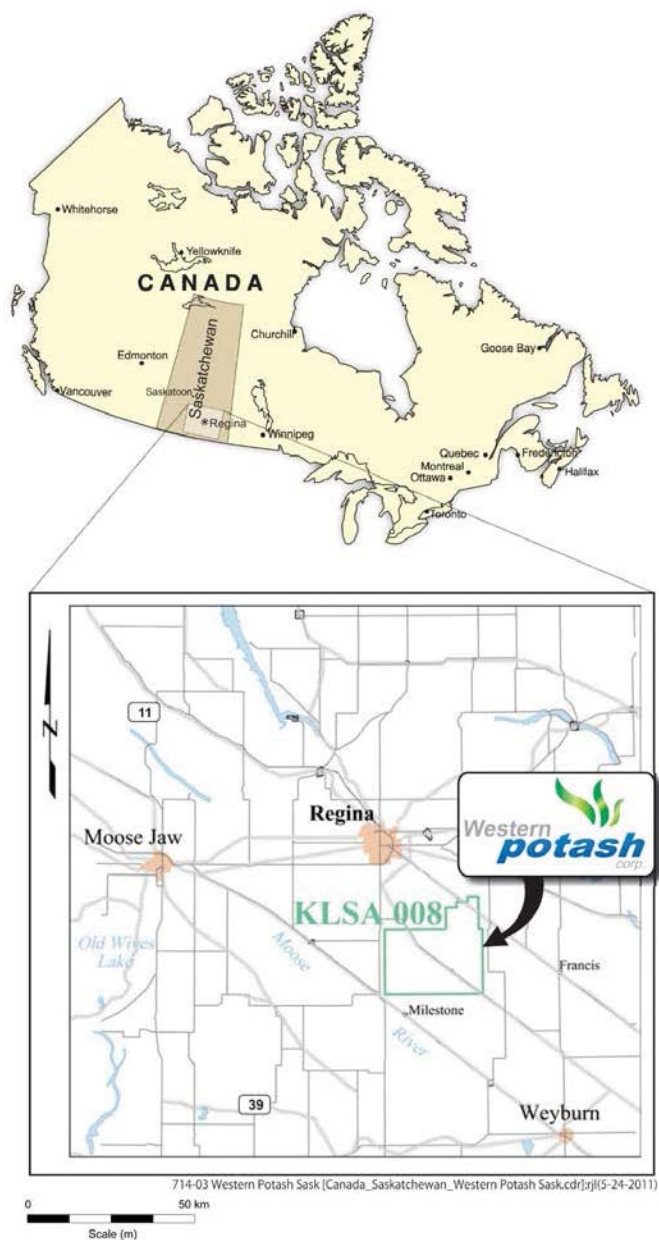 Whitehorse
Yellowknife
CANADA
Churchill
Goose Bay
Edmonton
Saskatchewan
Vancouver
Saskatoon
Regina
Winnipeg
Quebec
Fredericton
Montreal
Halifax
Ottawa
Toronto
N
11
Regina
Western
potash
corp.
Moose Jaw
KLSA 008
Old Wives
Lake
Moose
Francis
Milestone
River
39
Weyburn
714-03 Western Potash Sask [Canada_Saskatchewan_Western Potash Sask.cdr]:rjl(5-24-2011)
0 50 km
Scale (m)